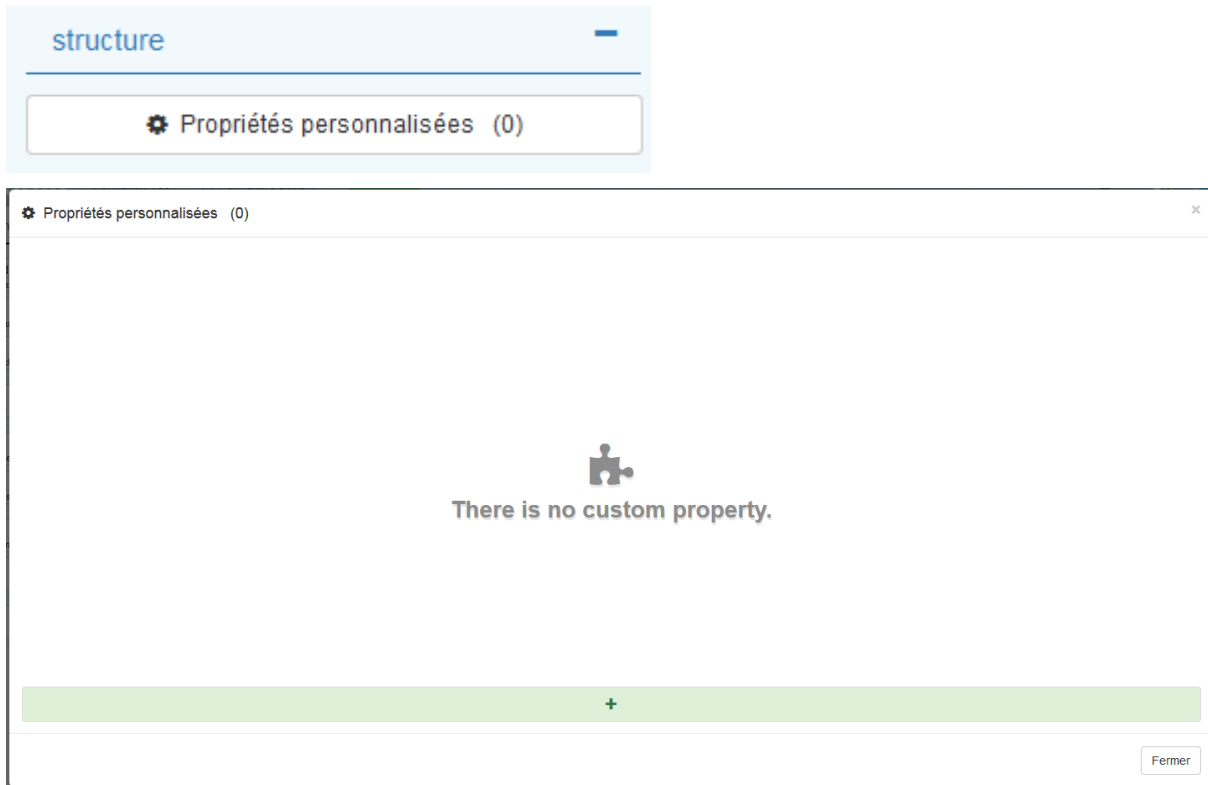 structure
Propriétés personnalisées (0)
Propriétés personnalisées (0)
There is no custom property.
Fermer